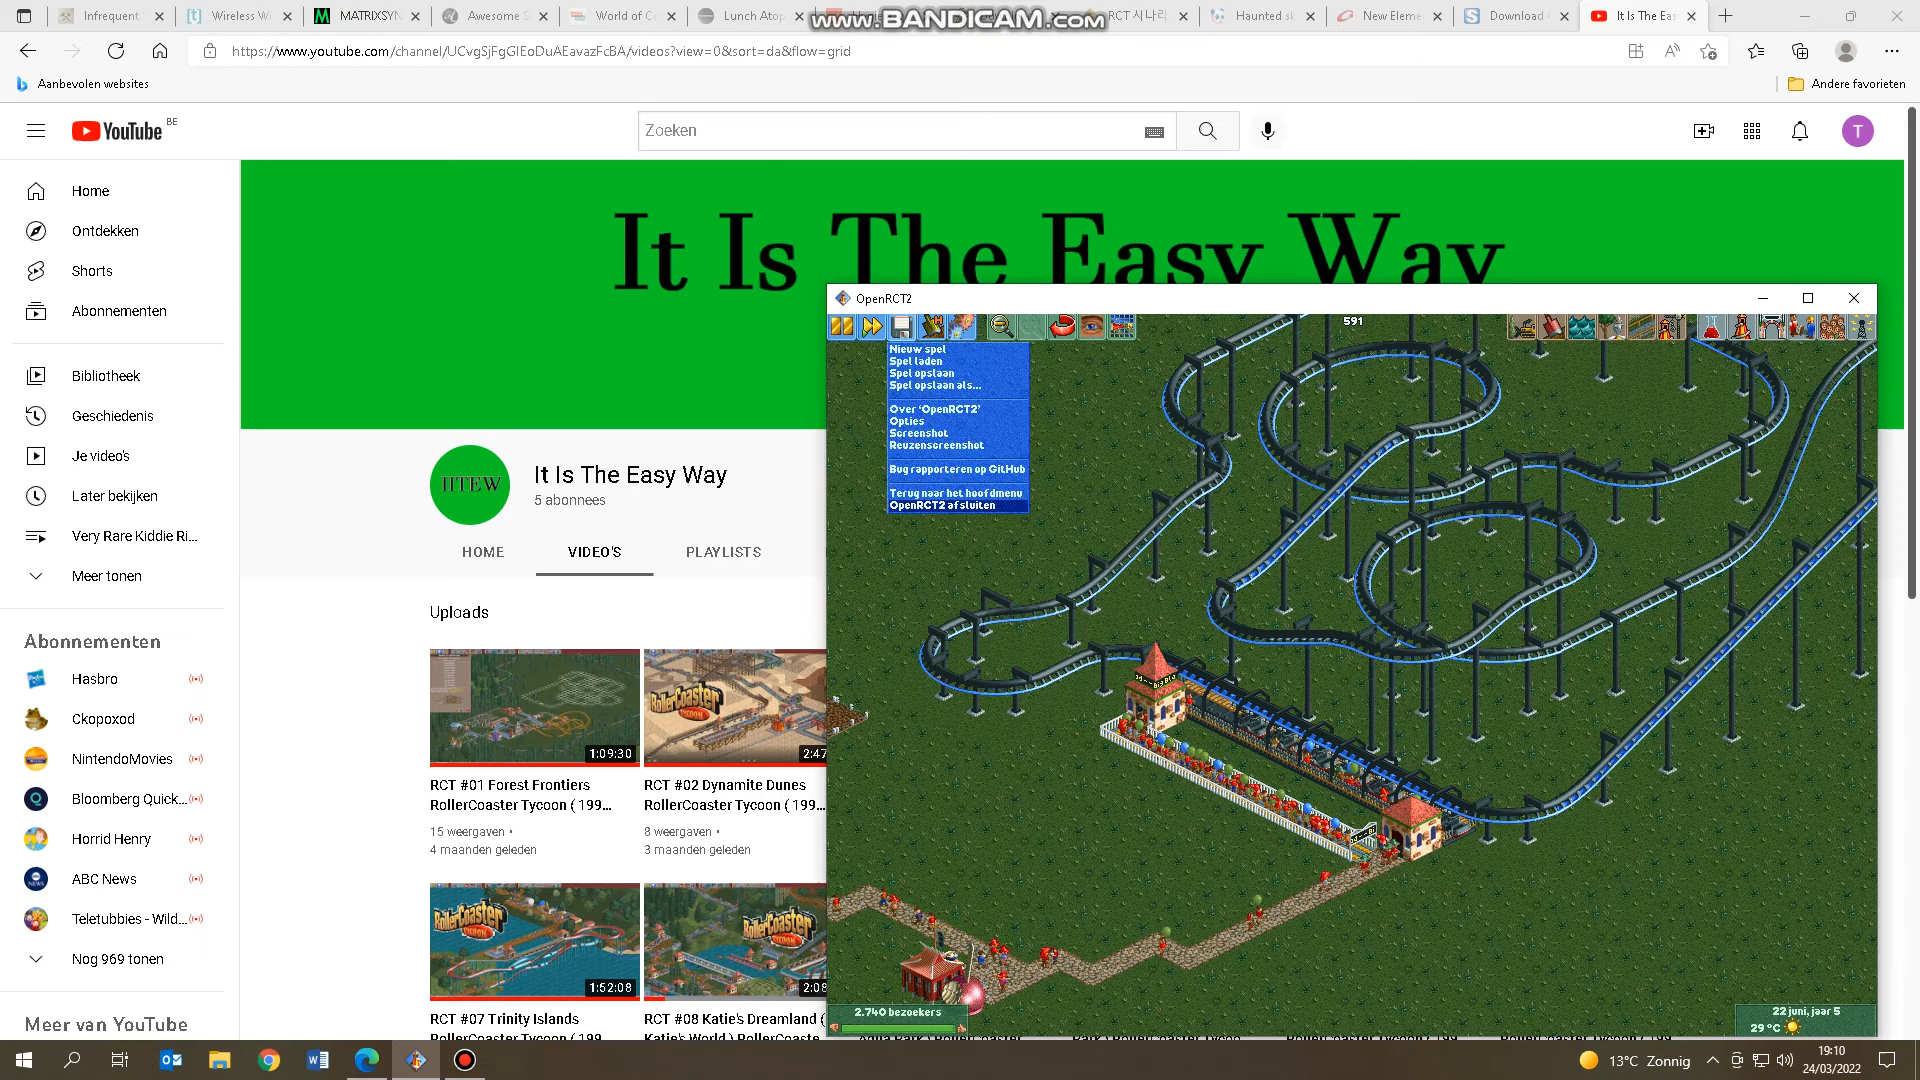 Infrequent
Wireless Wi
MATRIXSYN
Awesome S
World of C
Lunch Atop
www.BANDICAM.com
RCT 시나리
Haunted sk
New Eleme
Download
It Is The Eas
https://www.youtube.com/channel/UCvgSjFgGlEoDuAEavazFcBA/videos?view=0&sort=da&flow=grid
Aanbevolen websites
Andere favorieten
YouTube BE
Zoeken
T
Home
Ontdekken
Shorts
Abonnementen
Bibliotheek
Geschiedenis
Je video's
Later bekijken
Very Rare Kiddie Ri...
Meer tonen
Abonnementen
Hasbro
Ckopoxod
NintendoMovies
Bloomberg Quick...
Horrid Henry
ABC News
Teletubbies - Wild...
Nog 969 tonen
Meer van YouTube
It Is The Easy Way
IITEW
It Is The Easy Way
5 abonnees
HOME
VIDEO'S
PLAYLISTS
Uploads
1:09:30
RCT #01 Forest Frontiers
RollerCoaster Tycoon ( 199...
15 weergaven •
4 maanden geleden
RollerCoaster Tycoon
2:47
RCT #02 Dynamite Dunes
RollerCoaster Tycoon ( 199...
8 weergaven •
3 maanden geleden
RollerCoaster Tycoon
1:52:08
RCT #07 Trinity Islands
RollerCoaster Tycoon
2:08
RCT #08 Katie's Dreamland (
OpenRCT2
591
Nieuw spel
Spel laden
Spel opslaan
Spel opslaan als...
Over 'OpenRCT2'
Opties
Screenshot
Reuzenscreenshot
Bug rapporteren op GitHub
Terug naar het hoofdmenu
OpenRCT2 afsluiten
2.740 bezoekers
22 juni, jaar 5
29 °C
13°C Zonnig
19:10
24/03/2022